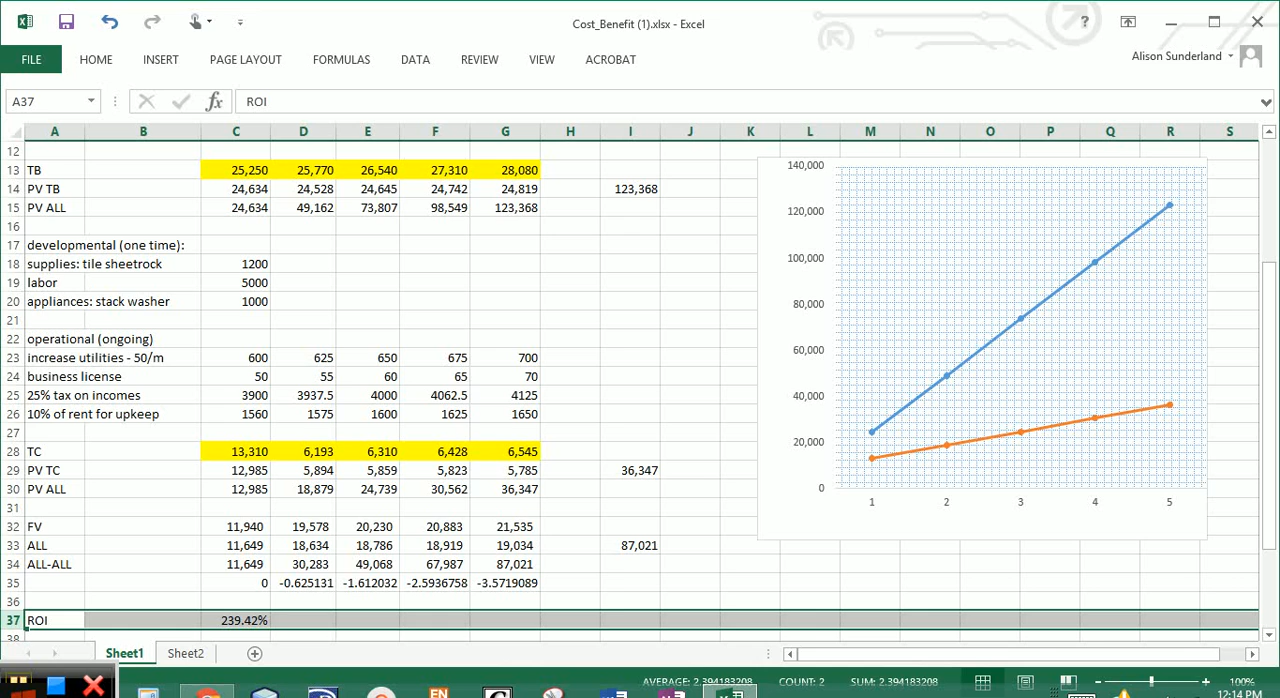 Cost_Benefit (1).xlsx - Excel
?
FILE HOME INSERT PAGE LAYOUT FORMULAS DATA REVIEW VIEW ACROBAT Alison Sunderland
A37 fx ROI
A B C D E F G H I J K L M N O P Q R S
12
13 TB 25,250 25,770 26,540 27,310 28,080
14 PV TB 24,634 24,528 24,645 24,742 24,819 123,368
15 PV ALL 24,634 49,162 73,807 98,549 123,368
16
17 developmental (one time):
18 supplies: tile sheetrock 1200
19 labor 5000
20 appliances: stack washer 1000
21
22 operational (ongoing)
23 increase utilities - 50/m 600 625 650 675 700
24 business license 50 55 60 65 70
25 25% tax on incomes 3900 3937.5 4000 4062.5 4125
26 10% of rent for upkeep 1560 1575 1600 1625 1650
27
28 TC 13,310 6,193 6,310 6,428 6,545
29 PV TC 12,985 5,894 5,859 5,823 5,785 36,347
30 PV ALL 12,985 18,879 24,739 30,562 36,347
31
32 FV 11,940 19,578 20,230 20,883 21,535
33 ALL 11,649 18,634 18,786 18,919 19,034 87,021
34 ALL-ALL 11,649 30,283 49,068 67,987 87,021
35 0 -0.625131 -1.612032 -2.5936758 -3.5719089
36
37 ROI 239.42%
38
140,000
120,000
100,000
80,000
60,000
40,000
20,000
0
1 2 3 4 5
Sheet1 Sheet2
AVERAGE: 2.394183208 COUNT: 2 SUM: 2.394183208 100%
EN
12:14 PM